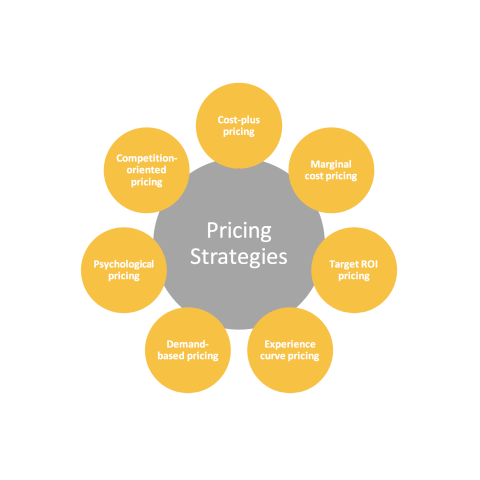 Cost-plus
pricing
Marginal
cost pricing
Target ROI
pricing
Experience
curve pricing
Demand-
based pricing
Psychological
pricing
Competition-
oriented
pricing
Pricing
Strategies